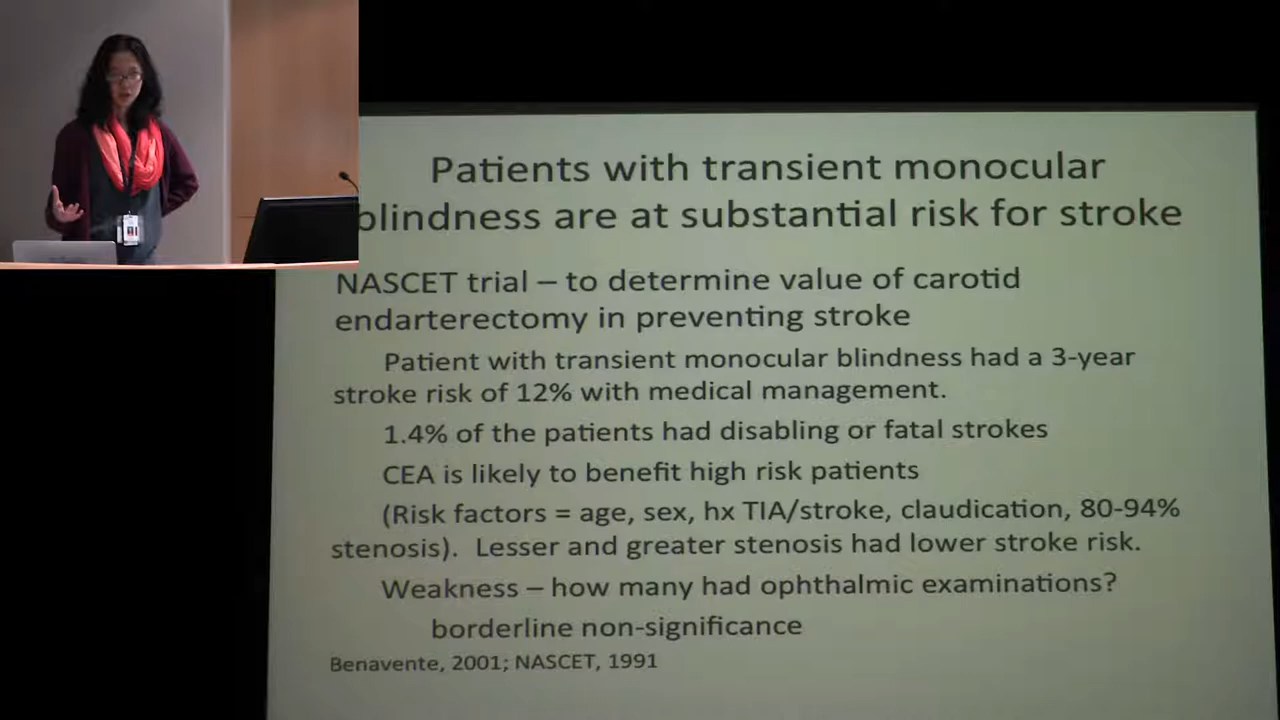 Patients with transient monocular
blindness are at substantial risk for stroke
NASCET trial – to determine value of carotid
endarterectomy in preventing stroke
Patient with transient monocular blindness had a 3-year
stroke risk of 12% with medical management.
1.4% of the patients had disabling or fatal strokes
CEA is likely to benefit high risk patients
(Risk factors = age, sex, hx TIA/stroke, claudication, 80-94%
stenosis). Lesser and greater stenosis had lower stroke risk.
Weakness – how many had ophthalmic examinations?
borderline non-significance
Benavente, 2001; NASCET, 1991